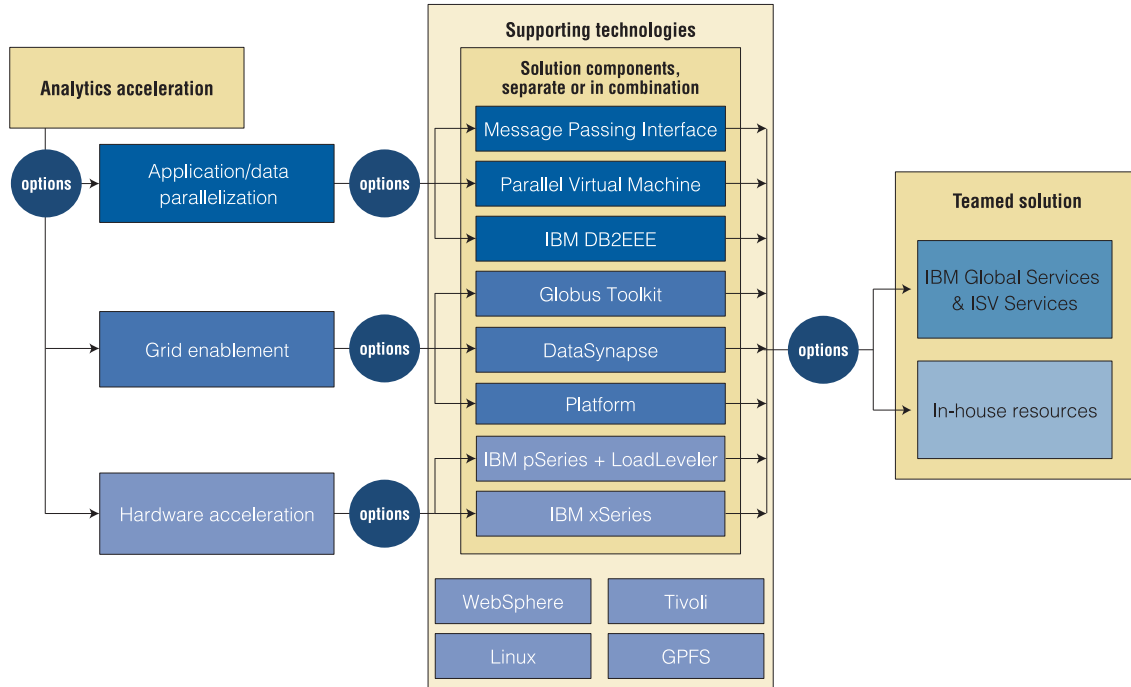 Supporting technologies
Analytics acceleration
Solution components,
separate or in combination
options
Application/data
parallelization
options
Message Passing Interface
Parallel Virtual Machine
IBM DB2EEE
Grid enablement
options
Globus Toolkit
DataSynapse
Platform
Hardware acceleration
options
IBM pSeries + LoadLeveler
IBM xSeries
WebSphere
Tivoli
Linux
GPFS
options
Teamed solution
IBM Global Services
& ISV Services
In-house resources